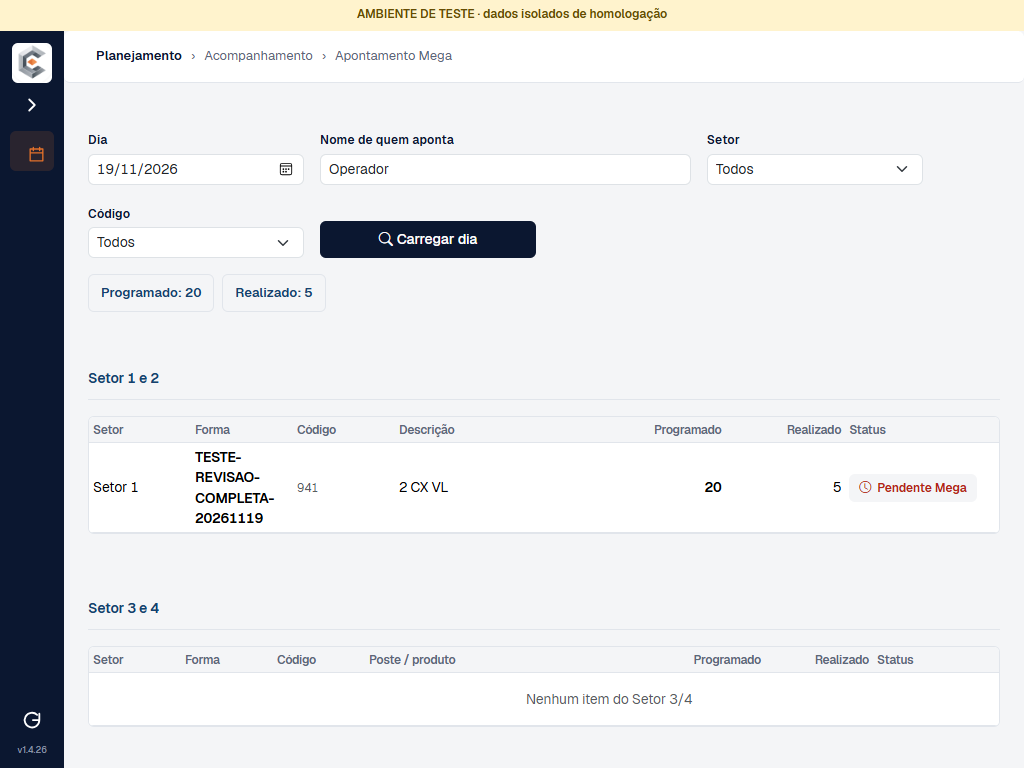 AMBIENTE DE TESTE · dados isolados de homologação
Planejamento › Acompanhamento › Apontamento Mega
Dia
Nome de quem aponta
Setor
19/11/2026
Operador
Todos
Código
Todos
Carregar dia
Programado: 20
Realizado: 5
Setor 1 e 2
Setor Forma Código Descrição Programado Realizado Status
Setor 1
TESTE-
REVISAO-
COMPLETA-
20261119
941
2 CX VL
20
5
Pendente Mega
Setor 3 e 4
Setor Forma Código Poste / produto Programado Realizado Status
Nenhum item do Setor 3/4
v1.4.26